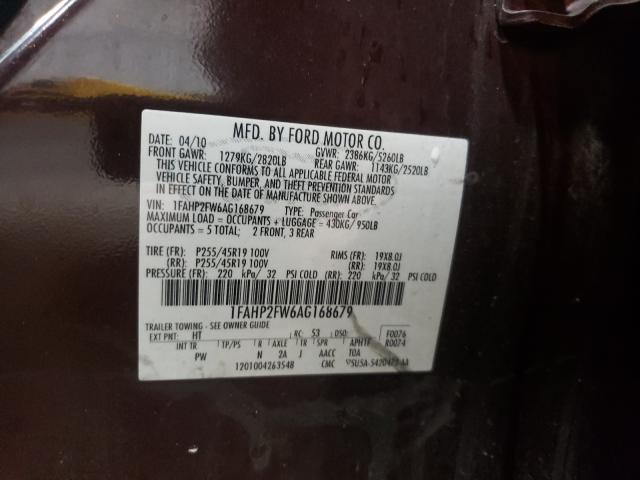 MFD. BY FORD MOTOR CO.
DATE: 04/10 GVWR: 2386KG/5260LB
FRONT GAWR: 1279KG/2820LB REAR GAWR: 1143KG/2520LB
THIS VEHICLE CONFORMS TO ALL APPLICABLE FEDERAL MOTOR
VEHICLE SAFETY, BUMPER, AND THEFT PREVENTION STANDARDS
IN EFFECT ON THE DATE OF MANUFACTURE SHOWN ABOVE.
VIN: 1FAHP2FW6AG168679 TYPE: Passenger Car
MAXIMUM LOAD = OCCUPANTS + LUGGAGE = 430KG/950LB
OCCUPANTS = 5 TOTAL; 2 FRONT, 3 REAR
TIRE (FR): P255/45R19 100V RIMS (FR): 19X8.0J
(RR): P255/45R19 100V (RR): 19X8.0J
PRESSURE (FR): 220 kPa/ 32 PSI COLD (RR): 220 kPa/ 32 PSI COLD
1FAHP2FW6AG168679
TRAILER TOWING - SEE OWNER GUIDE
EXT PNT: HT RC: 53 DSO: F0076
INT TR TP/PS R AXLE TR SPR APHTF R0074
PW N 2A J AACC T0A
1201004263548 CMC